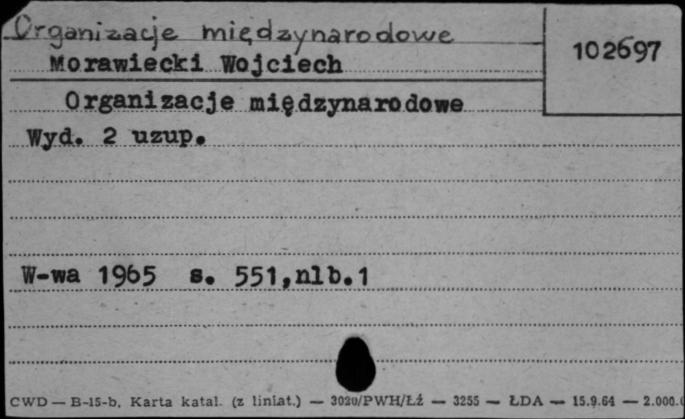 Organizacje międzynarodowe
102697
Morawiecki Wojciech
Organizacje międzynarodowe
Wyd. 2 uzup.
W-wa 1965 s. 551,nlb.1
CWD — B-15-b. Karta katal. (z liniat.) — 3020/PWH/Łź — 3255 — ŁDA — 15.9.64 — 2.000.